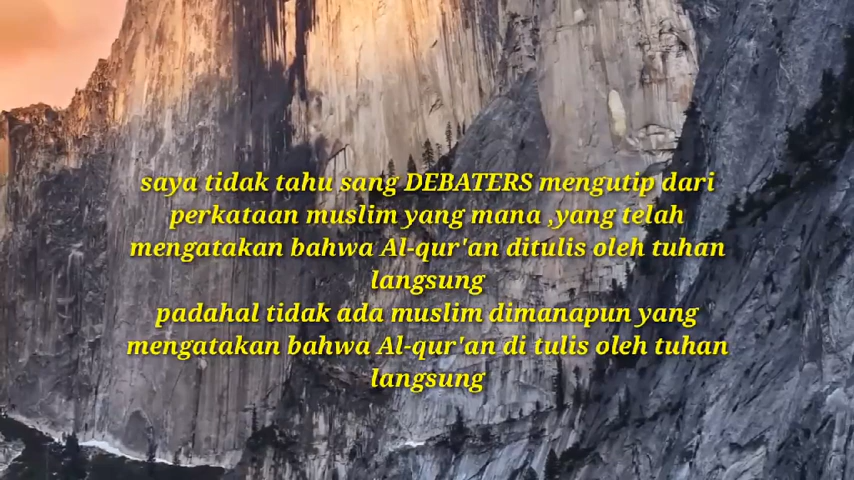 saya tidak tahu sang DEBATERS mengutip dari
perkataan muslim yang mana ,yang telah
mengatakan bahwa Al-qur'an ditulis oleh tuhan
langsung
padahal tidak ada muslim dimanapun yang
mengatakan bahwa Al-qur'an di tulis oleh tuhan
langsung